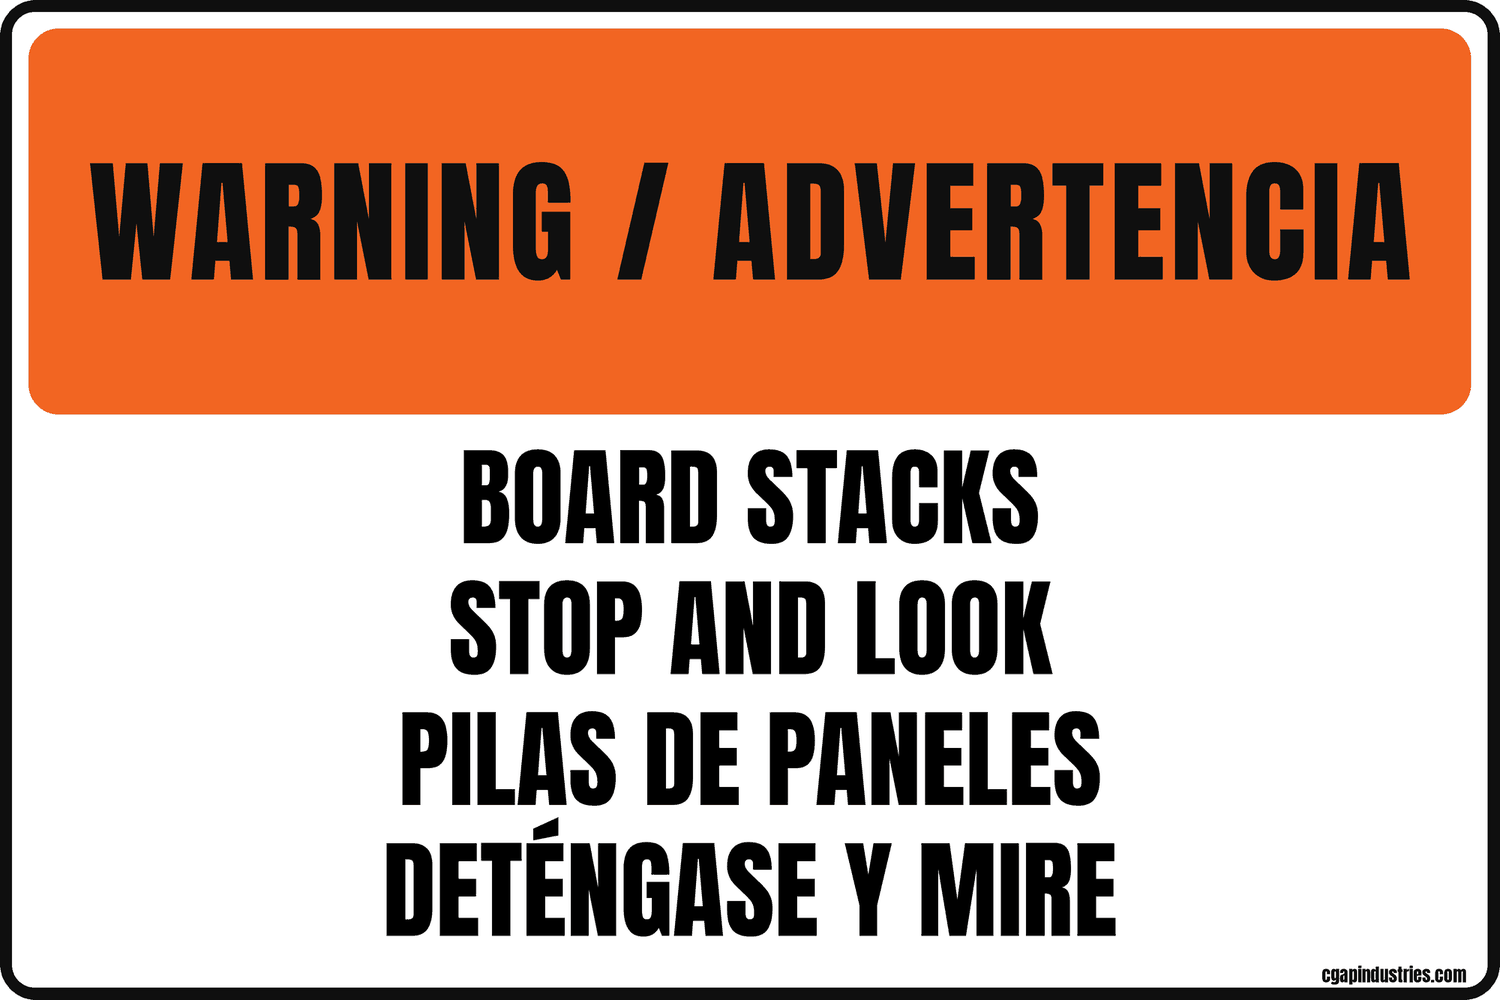 WARNING / ADVERTENCIA
BOARD STACKS
STOP AND LOOK
PILAS DE PANELES
DETÉNGASE Y MIRE
cgapindustries.com